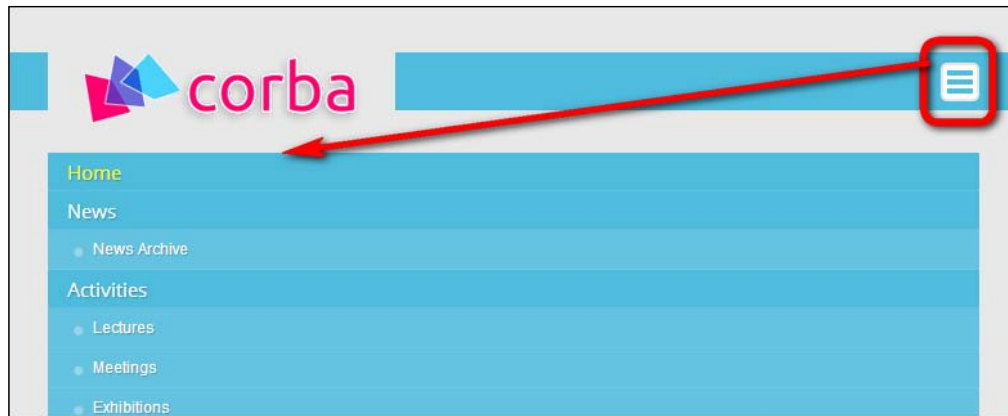 corba
Home
News
News Archive
Activities
Lectures
Meetings
Exhibitions